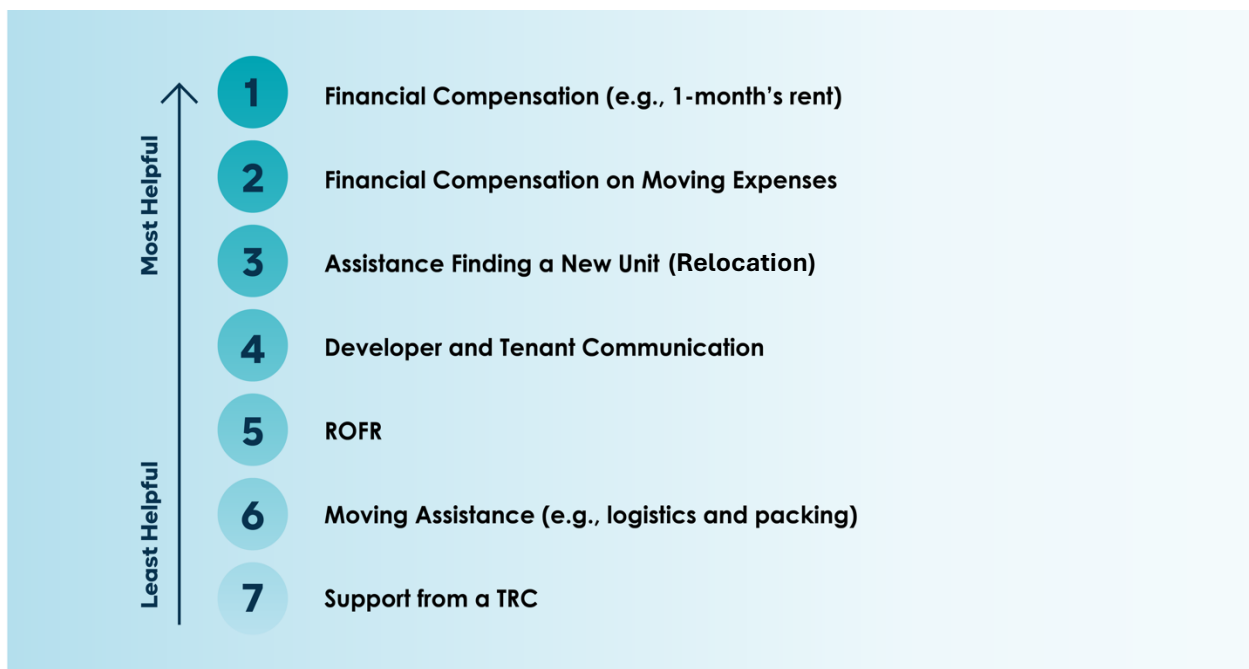 Most Helpful
Least Helpful
1 Financial Compensation (e.g., 1-month's rent)
2 Financial Compensation on Moving Expenses
3 Assistance Finding a New Unit (Relocation)
4 Developer and Tenant Communication
5 ROFR
6 Moving Assistance (e.g., logistics and packing)
7 Support from a TRC